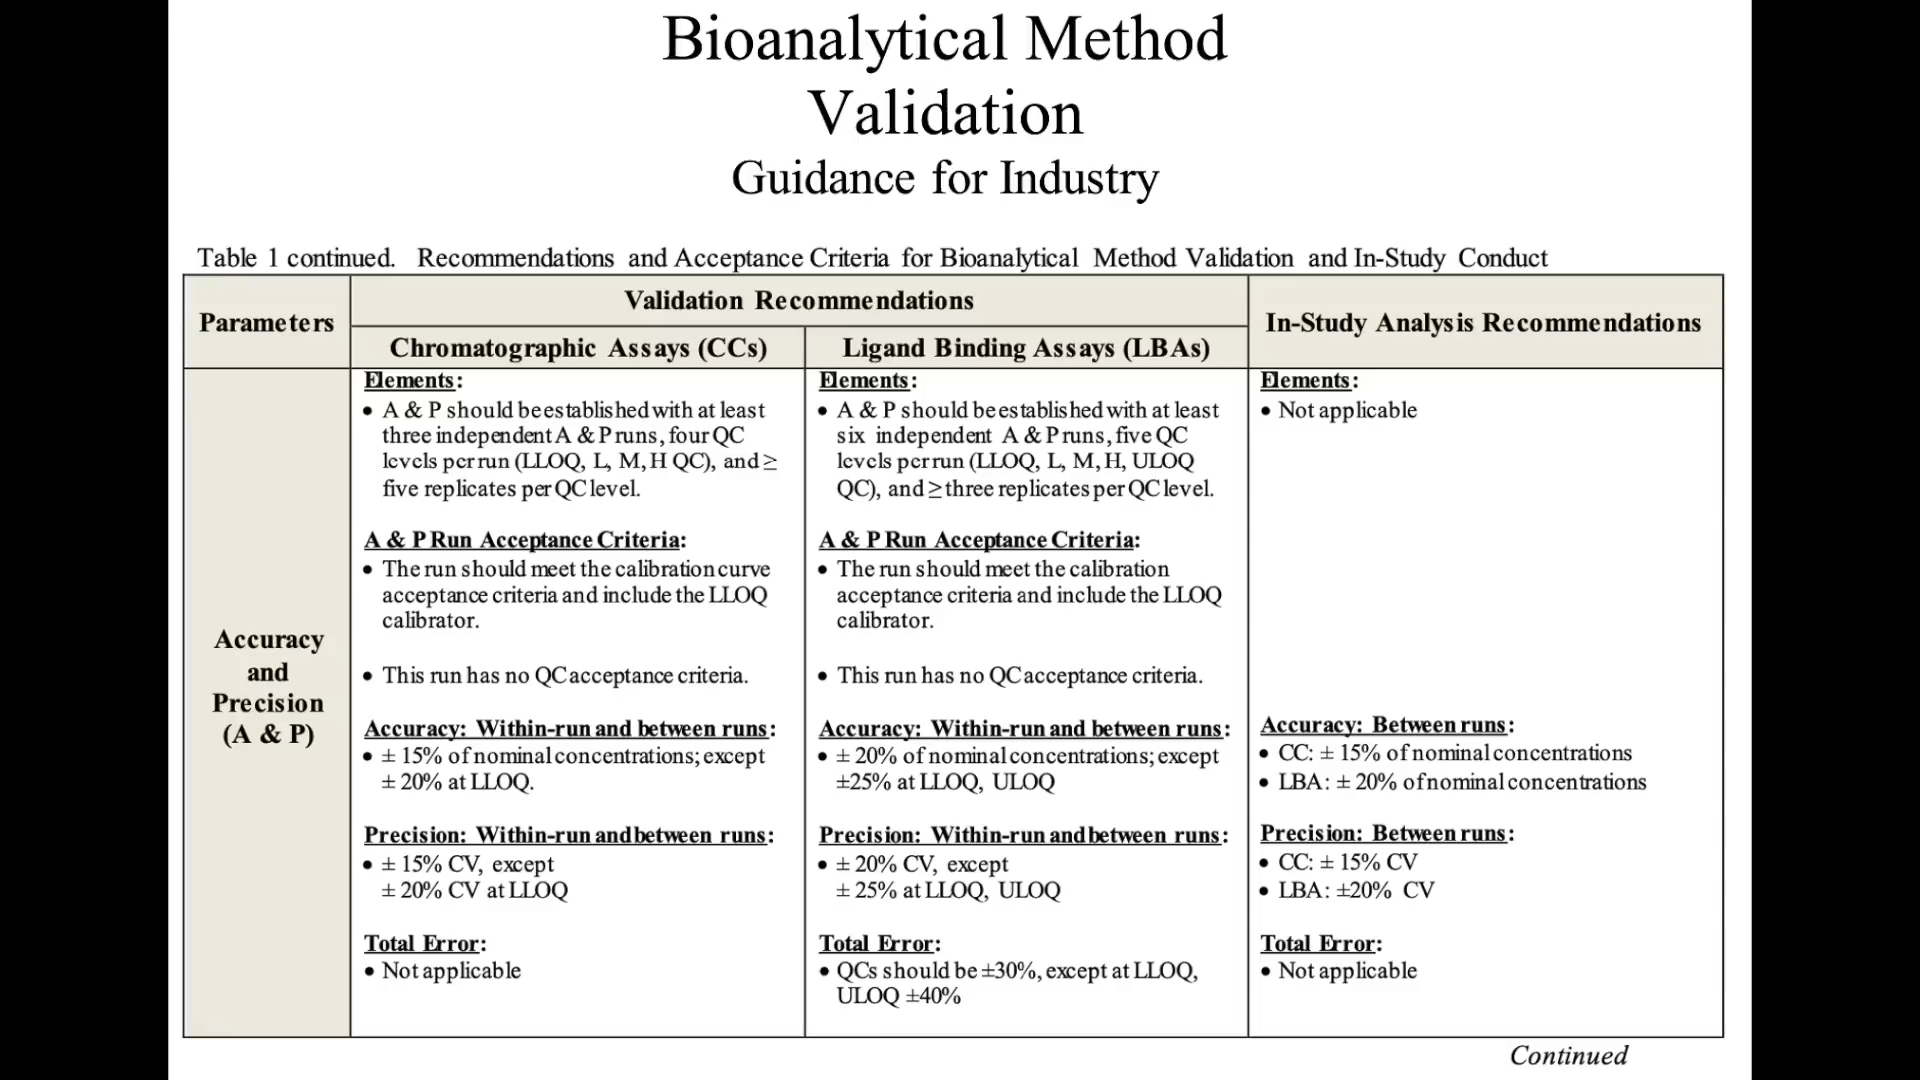 Bioanalytical Method
Validation
Guidance for Industry
Table 1 continued. Recommendations and Acceptance Criteria for Bioanalytical Method Validation and In-Study Conduct
Parameters
Validation Recommendations
In-Study Analysis Recommendations
Chromatographic Assays (CCs)
Ligand Binding Assays (LBAs)
Accuracy
and
Precision
(A & P)
Elements:
• A & P should be established with at least
three independent A & P runs, four QC
levels per run (LLOQ, L, M, H QC), and ≥
five replicates per QC level.
A & P Run Acceptance Criteria:
• The run should meet the calibration curve
acceptance criteria and include the LLOQ
calibrator.
• This run has no QC acceptance criteria.
Accuracy: Within-run and between runs:
• ± 15% of nominal concentrations; except
± 20% at LLOQ.
Precision: Within-run and between runs:
• ± 15% CV, except
± 20% CV at LLOQ
Total Error:
• Not applicable
Elements:
• A & P should be established with at least
six independent A & P runs, five QC
levels per run (LLOQ, L, M, H, ULOQ
QC), and ≥ three replicates per QC level.
A & P Run Acceptance Criteria:
• The run should meet the calibration
acceptance criteria and include the LLOQ
calibrator.
• This run has no QC acceptance criteria.
Accuracy: Within-run and between runs:
• ± 20% of nominal concentrations; except
±25% at LLOQ, ULOQ
Precision: Within-run and between runs:
• ± 20% CV, except
± 25% at LLOQ, ULOQ
Total Error:
• QCs should be ±30%, except at LLOQ,
ULOQ ±40%
Elements:
• Not applicable
Accuracy: Between runs:
• CC: ± 15% of nominal concentrations
• LBA: ± 20% of nominal concentrations
Precision: Between runs:
• CC: ± 15% CV
• LBA: ±20% CV
Total Error:
• Not applicable
Continued